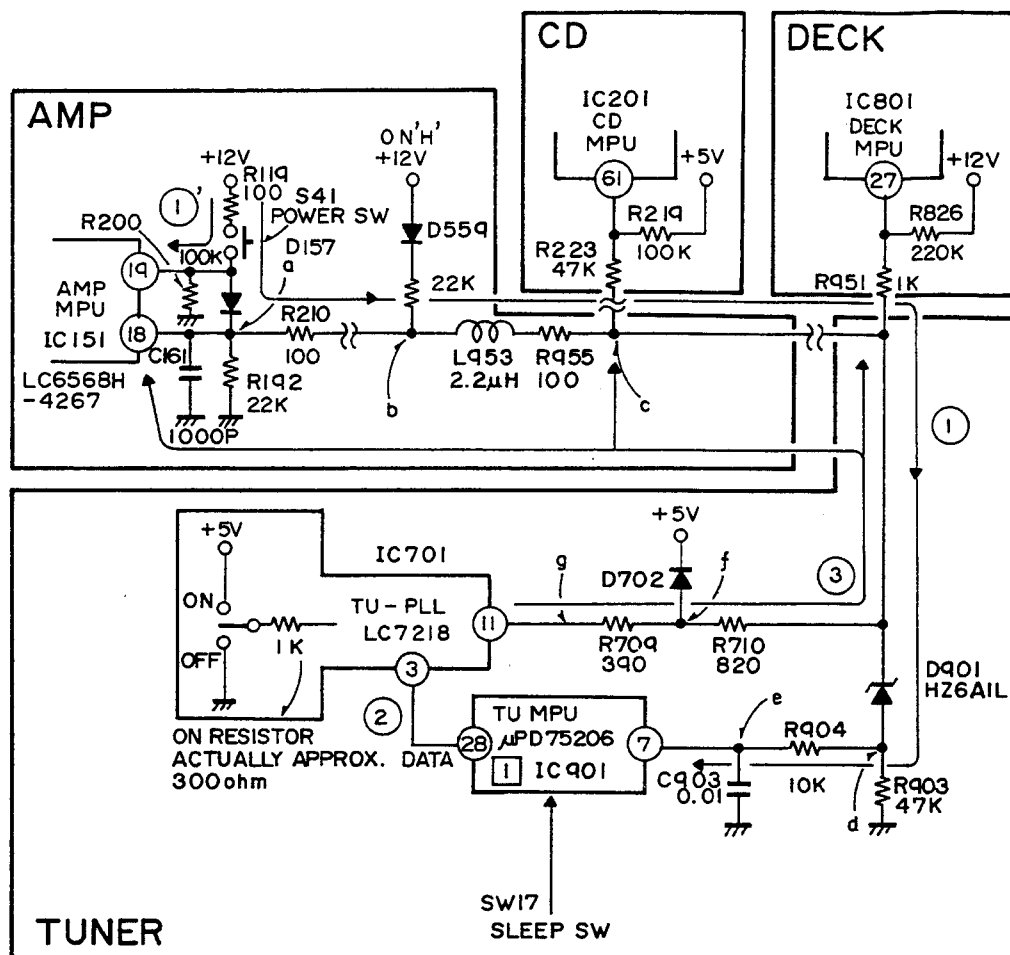 CD
DECK
AMP
IC201
CD
MPU
61
+5V
R219
100K
R223
47K
IC801
DECK
MPU
27
+12V
R826
220K
R951
1K
ON'H'
+12V
D559
22K
+12V
R119
100
S41
POWER SW
1'
R200
100K
D157
a
19
AMP
MPU
IC151
18
LC6568H
-4267
C161
1000P
R192
22K
R210
100
b
L953
2.2μH
R955
100
c
1
+5V
ON
OFF
1K
IC701
TU-PLL
LC7218
11
3
g
R709
390
+5V
D702
f
R710
820
3
D901
HZ6A1L
2
DATA
ON RESISTOR
ACTUALLY APPROX.
300ohm
28
TU MPU
μPD75206
1 IC901
7
e
C903
0.01
R904
10K
d
R903
47K
SW17
SLEEP SW
TUNER